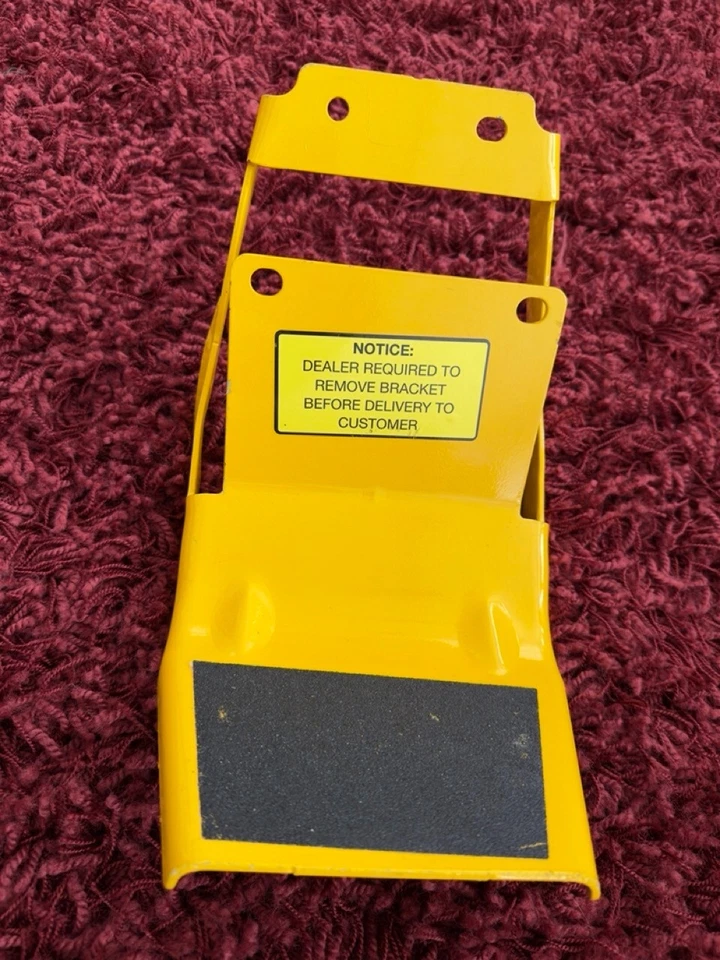 NOTICE:
DEALER REQUIRED TO
REMOVE BRACKET
BEFORE DELIVERY TO
CUSTOMER